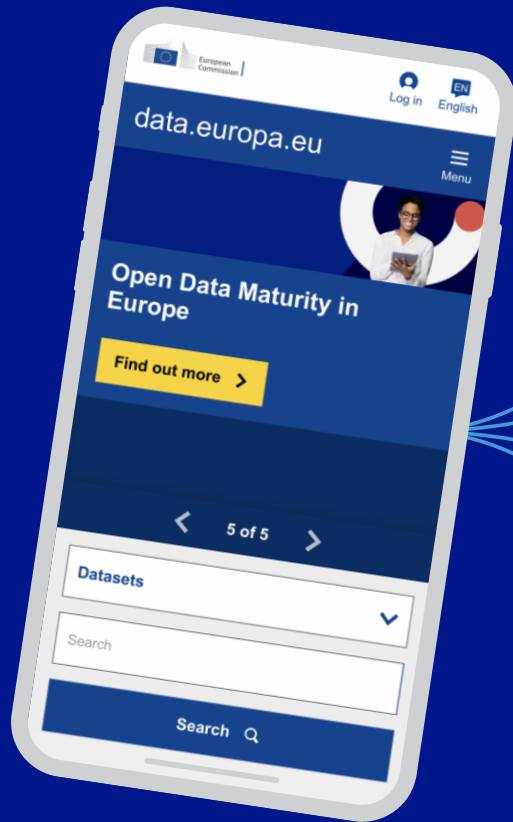 European
Commission
Log in
EN
English
data.europa.eu
Menu
Open Data Maturity in
Europe
Find out more
5 of 5
Datasets
Search
Search